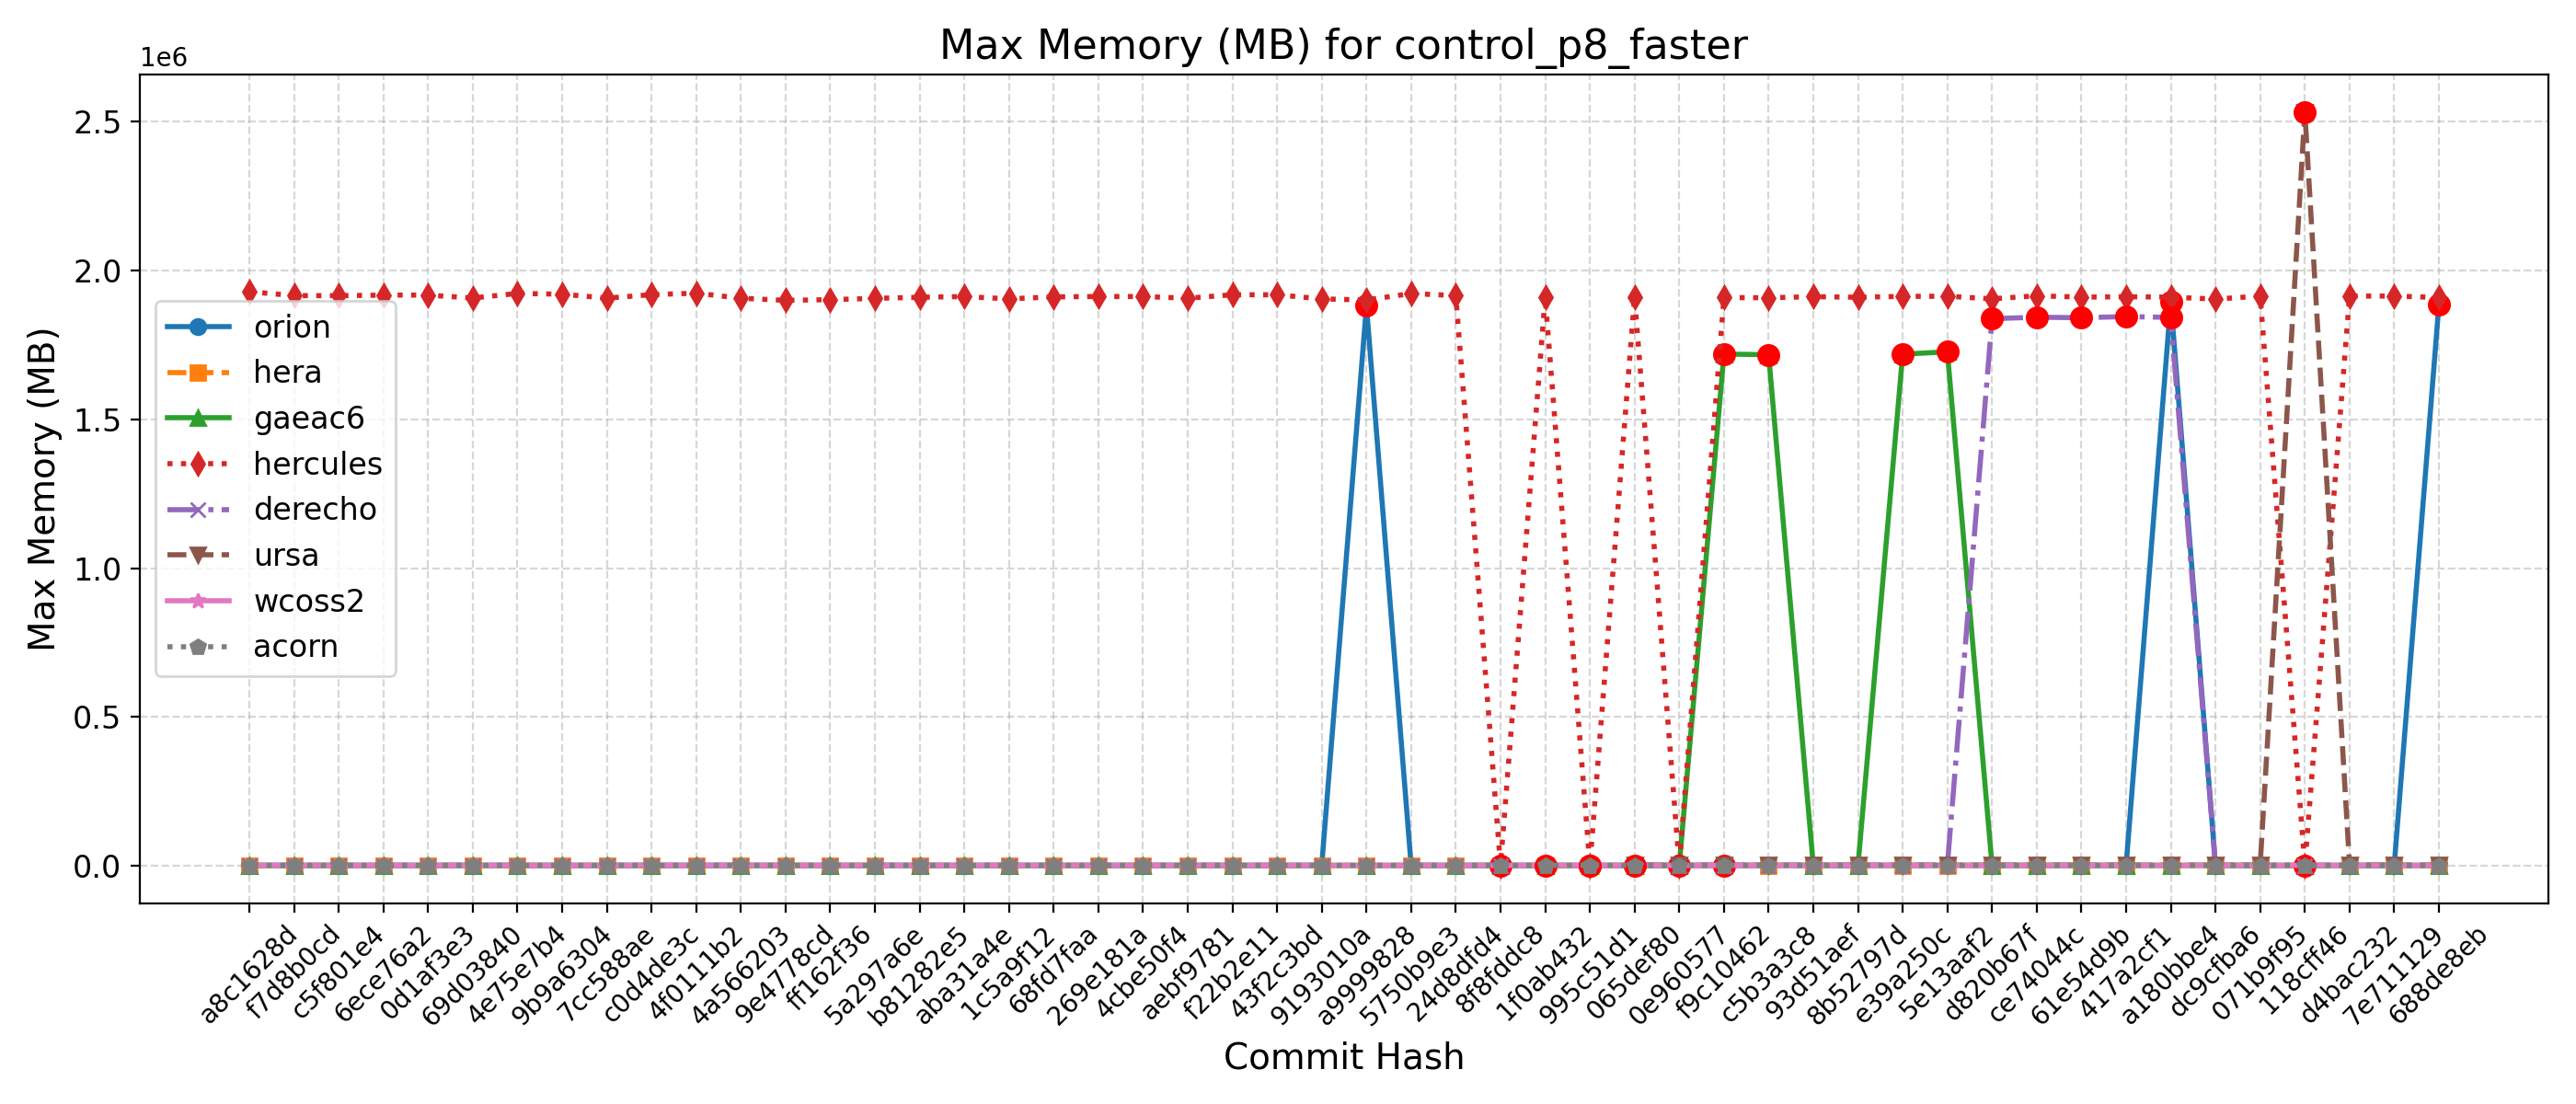 Max Memory (MB) for control_p8_faster
1e6
2.5
2.0
1.5
1.0
0.5
0.0
Max Memory (MB)
orion
hera
gaeac6
hercules
derecho
ursa
wcoss2
acorn
a8c1628d
f7d8b0cd
c5f801e4
6ece76a2
0d1af3e3
69d03840
4e75e7b4
9b9a6304
7cc588ae
c0d4de3c
4f0111b2
4a566203
9e4778cd
ff162f36
5a297a6e
b81282e5
aba31a4e
1c5a9f12
68fd7faa
269e181a
4cbe50f4
aebf9781
f22b2e11
43f2c3bd
9193010a
a9999828
5750b9e3
24d8dfd4
8f8fddc8
1f0ab432
995c51d1
065def80
0e960577
f9c10462
c5b3a3c8
93d51aef
8b52797d
e39a250c
5e13aaf2
d820b67f
ce74044c
61e54d9b
417a2cf1
a180bbe4
dc9cfba6
071b9f95
118cff46
d4bac232
7e711129
688de8eb
Commit Hash